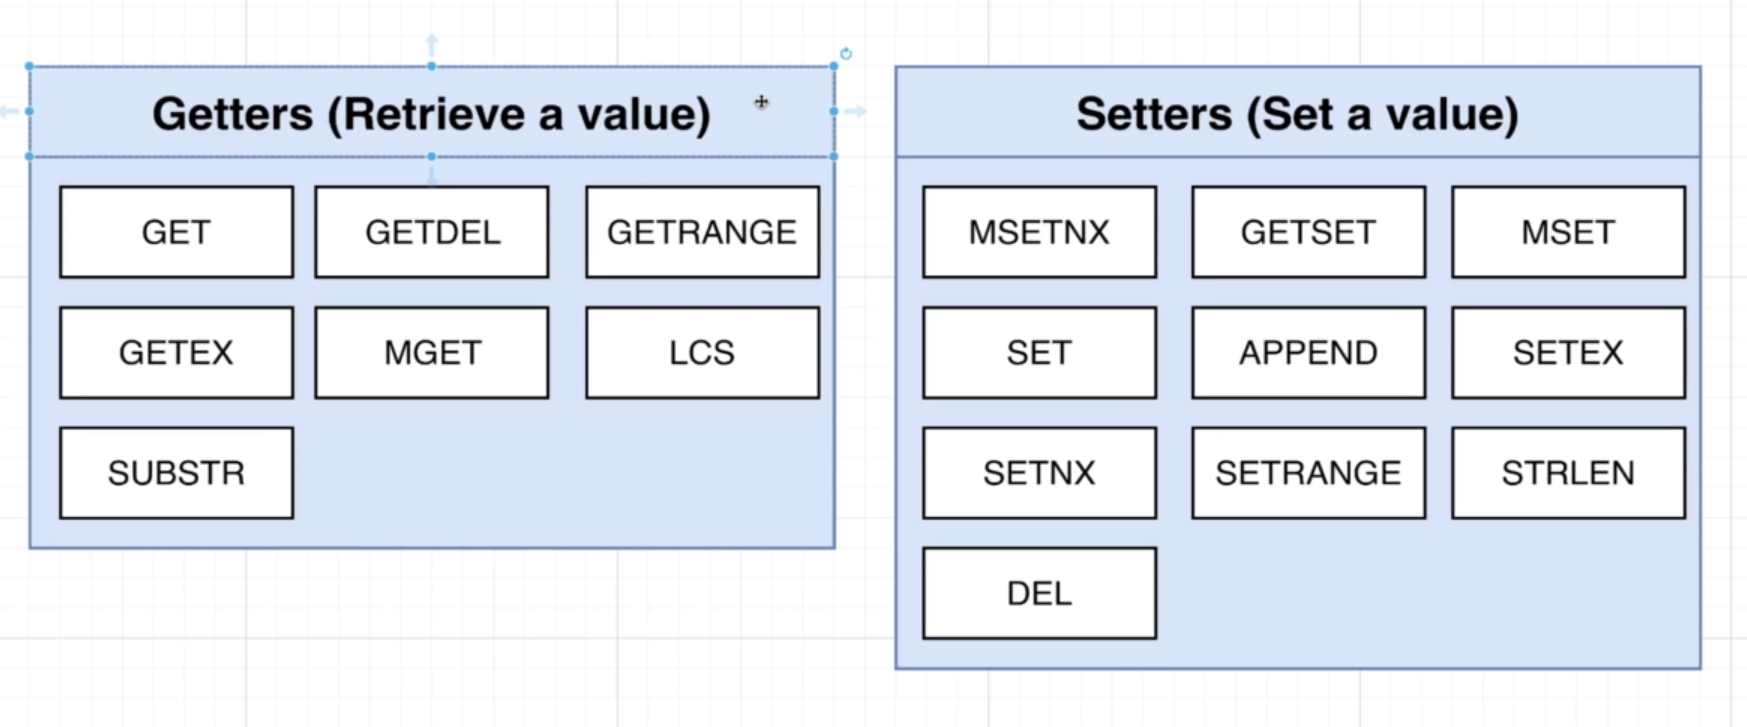 Getters (Retrieve a value)
GET
GETDEL
GETRANGE
GETEX
MGET
LCS
SUBSTR
Setters (Set a value)
MSETNX
GETSET
MSET
SET
APPEND
SETEX
SETNX
SETRANGE
STRLEN
DEL